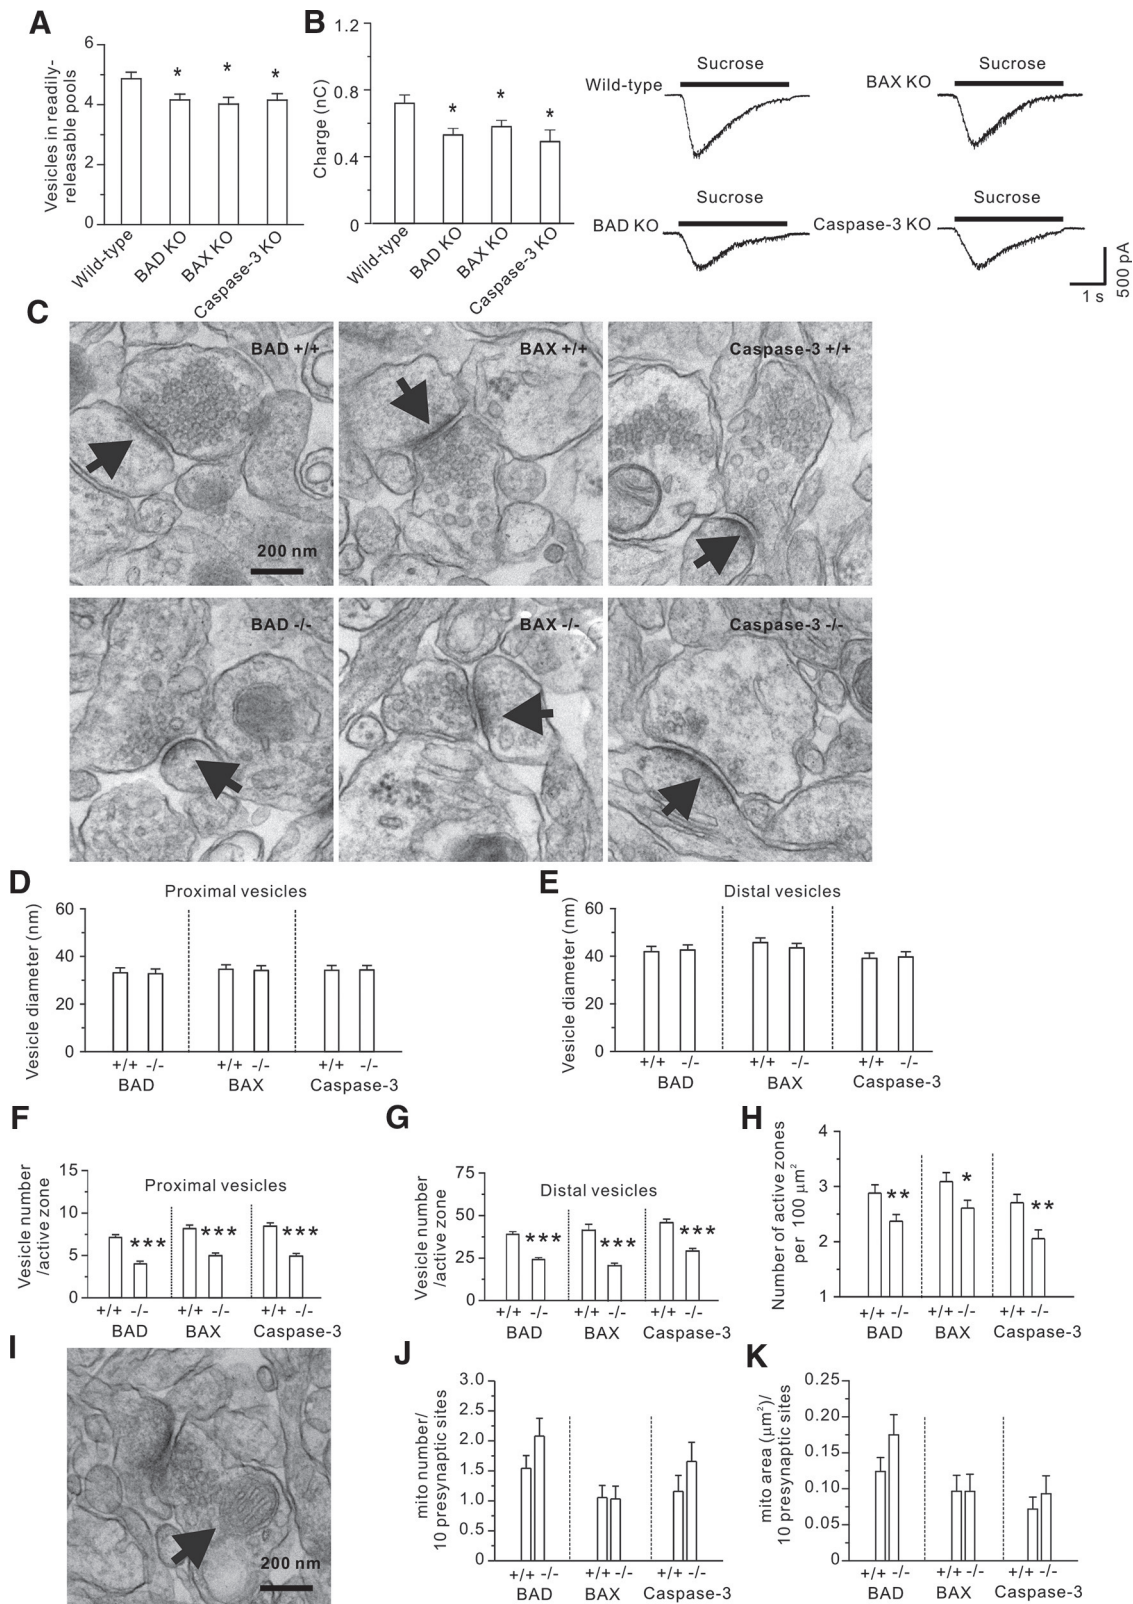 A
Vesicles in readily-
releasable pools
6
4
2
0
* * *
Wild-type
BAD KO
BAX KO
Caspase-3 KO
B
Charge (nC)
1.2
0.8
0.4
0
* * *
Wild-type
BAD KO
BAX KO
Caspase-3 KO
Wild-type
Sucrose
BAX KO
Sucrose
BAD KO
Sucrose
Caspase-3 KO
Sucrose
500 pA
1 s
C
BAD +/+
200 nm
BAX +/+
Caspase-3 +/+
BAD -/-
BAX -/-
Caspase-3 -/-
D
Proximal vesicles
Vesicle diameter (nm)
60
40
20
0
+/+ -/- +/+ -/- +/+ -/-
BAD BAX Caspase-3
E
Distal vesicles
Vesicle diameter (nm)
60
40
20
0
+/+ -/- +/+ -/- +/+ -/-
BAD BAX Caspase-3
F
Vesicle number
/active zone
Proximal vesicles
15
10
5
0
*** *** ***
+/+ -/- +/+ -/- +/+ -/-
BAD BAX Caspase-3
G
Vesicle number
/active zone
Distal vesicles
75
50
25
0
*** *** ***
+/+ -/- +/+ -/- +/+ -/-
BAD BAX Caspase-3
H
Number of active zones
per 100 μm²
4
3
2
1
** * **
+/+ -/- +/+ -/- +/+ -/-
BAD BAX Caspase-3
I
200 nm
J
mito number/
10 presynaptic sites
3.0
2.5
2.0
1.5
1.0
0.5
0
+/+ -/- +/+ -/- +/+ -/-
BAD BAX Caspase-3
K
mito area (μm²)/
10 presynaptic sites
0.25
0.20
0.15
0.10
0.05
0
+/+ -/- +/+ -/- +/+ -/-
BAD BAX Caspase-3